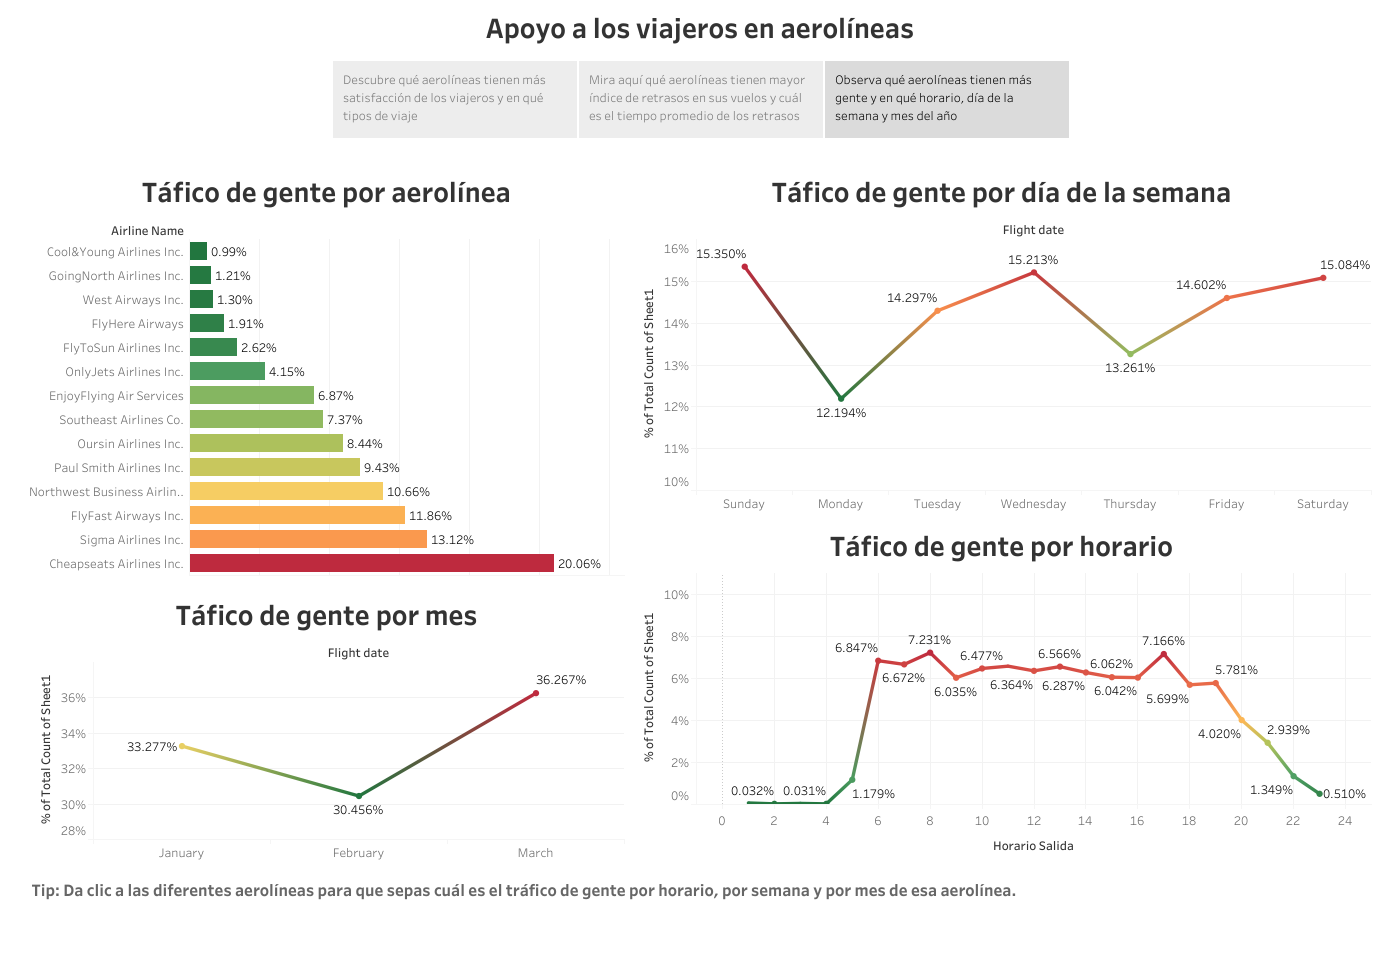 Apoyo a los viajeros en aerolíneas
Descubre qué aerolíneas tienen más
satisfacción de los viajeros y en qué
tipos de viaje
Mira aquí qué aerolíneas tienen mayor
índice de retrasos en sus vuelos y cuál
es el tiempo promedio de los retrasos
Observa qué aerolíneas tienen más
gente y en qué horario, día de la
semana y mes del año
Táfico de gente por aerolínea
Airline Name
Cool&Young Airlines Inc. 0.99%
GoingNorth Airlines Inc. 1.21%
West Airways Inc. 1.30%
FlyHere Airways 1.91%
FlyToSun Airlines Inc. 2.62%
OnlyJets Airlines Inc. 4.15%
EnjoyFlying Air Services 6.87%
Southeast Airlines Co. 7.37%
Oursin Airlines Inc. 8.44%
Paul Smith Airlines Inc. 9.43%
Northwest Business Airlin.. 10.66%
FlyFast Airways Inc. 11.86%
Sigma Airlines Inc. 13.12%
Cheapseats Airlines Inc. 20.06%
Táfico de gente por día de la semana
Flight date
% of Total Count of Sheet1
16%
15%
14%
13%
12%
11%
10%
15.350%
12.194%
14.297%
15.213%
13.261%
14.602%
15.084%
Sunday Monday Tuesday Wednesday Thursday Friday Saturday
Táfico de gente por mes
Flight date
% of Total Count of Sheet1
36%
34%
32%
30%
28%
33.277%
30.456%
36.267%
January February March
Táfico de gente por horario
% of Total Count of Sheet1
10%
8%
6%
4%
2%
0%
0.032%
0.031%
1.179%
6.847%
6.672%
7.231%
6.035%
6.477%
6.364%
6.566%
6.287%
6.062%
6.042%
7.166%
5.699%
5.781%
4.020%
2.939%
1.349%
0.510%
0 2 4 6 8 10 12 14 16 18 20 22 24
Horario Salida
Tip: Da clic a las diferentes aerolíneas para que sepas cuál es el tráfico de gente por horario, por semana y por mes de esa aerolínea.